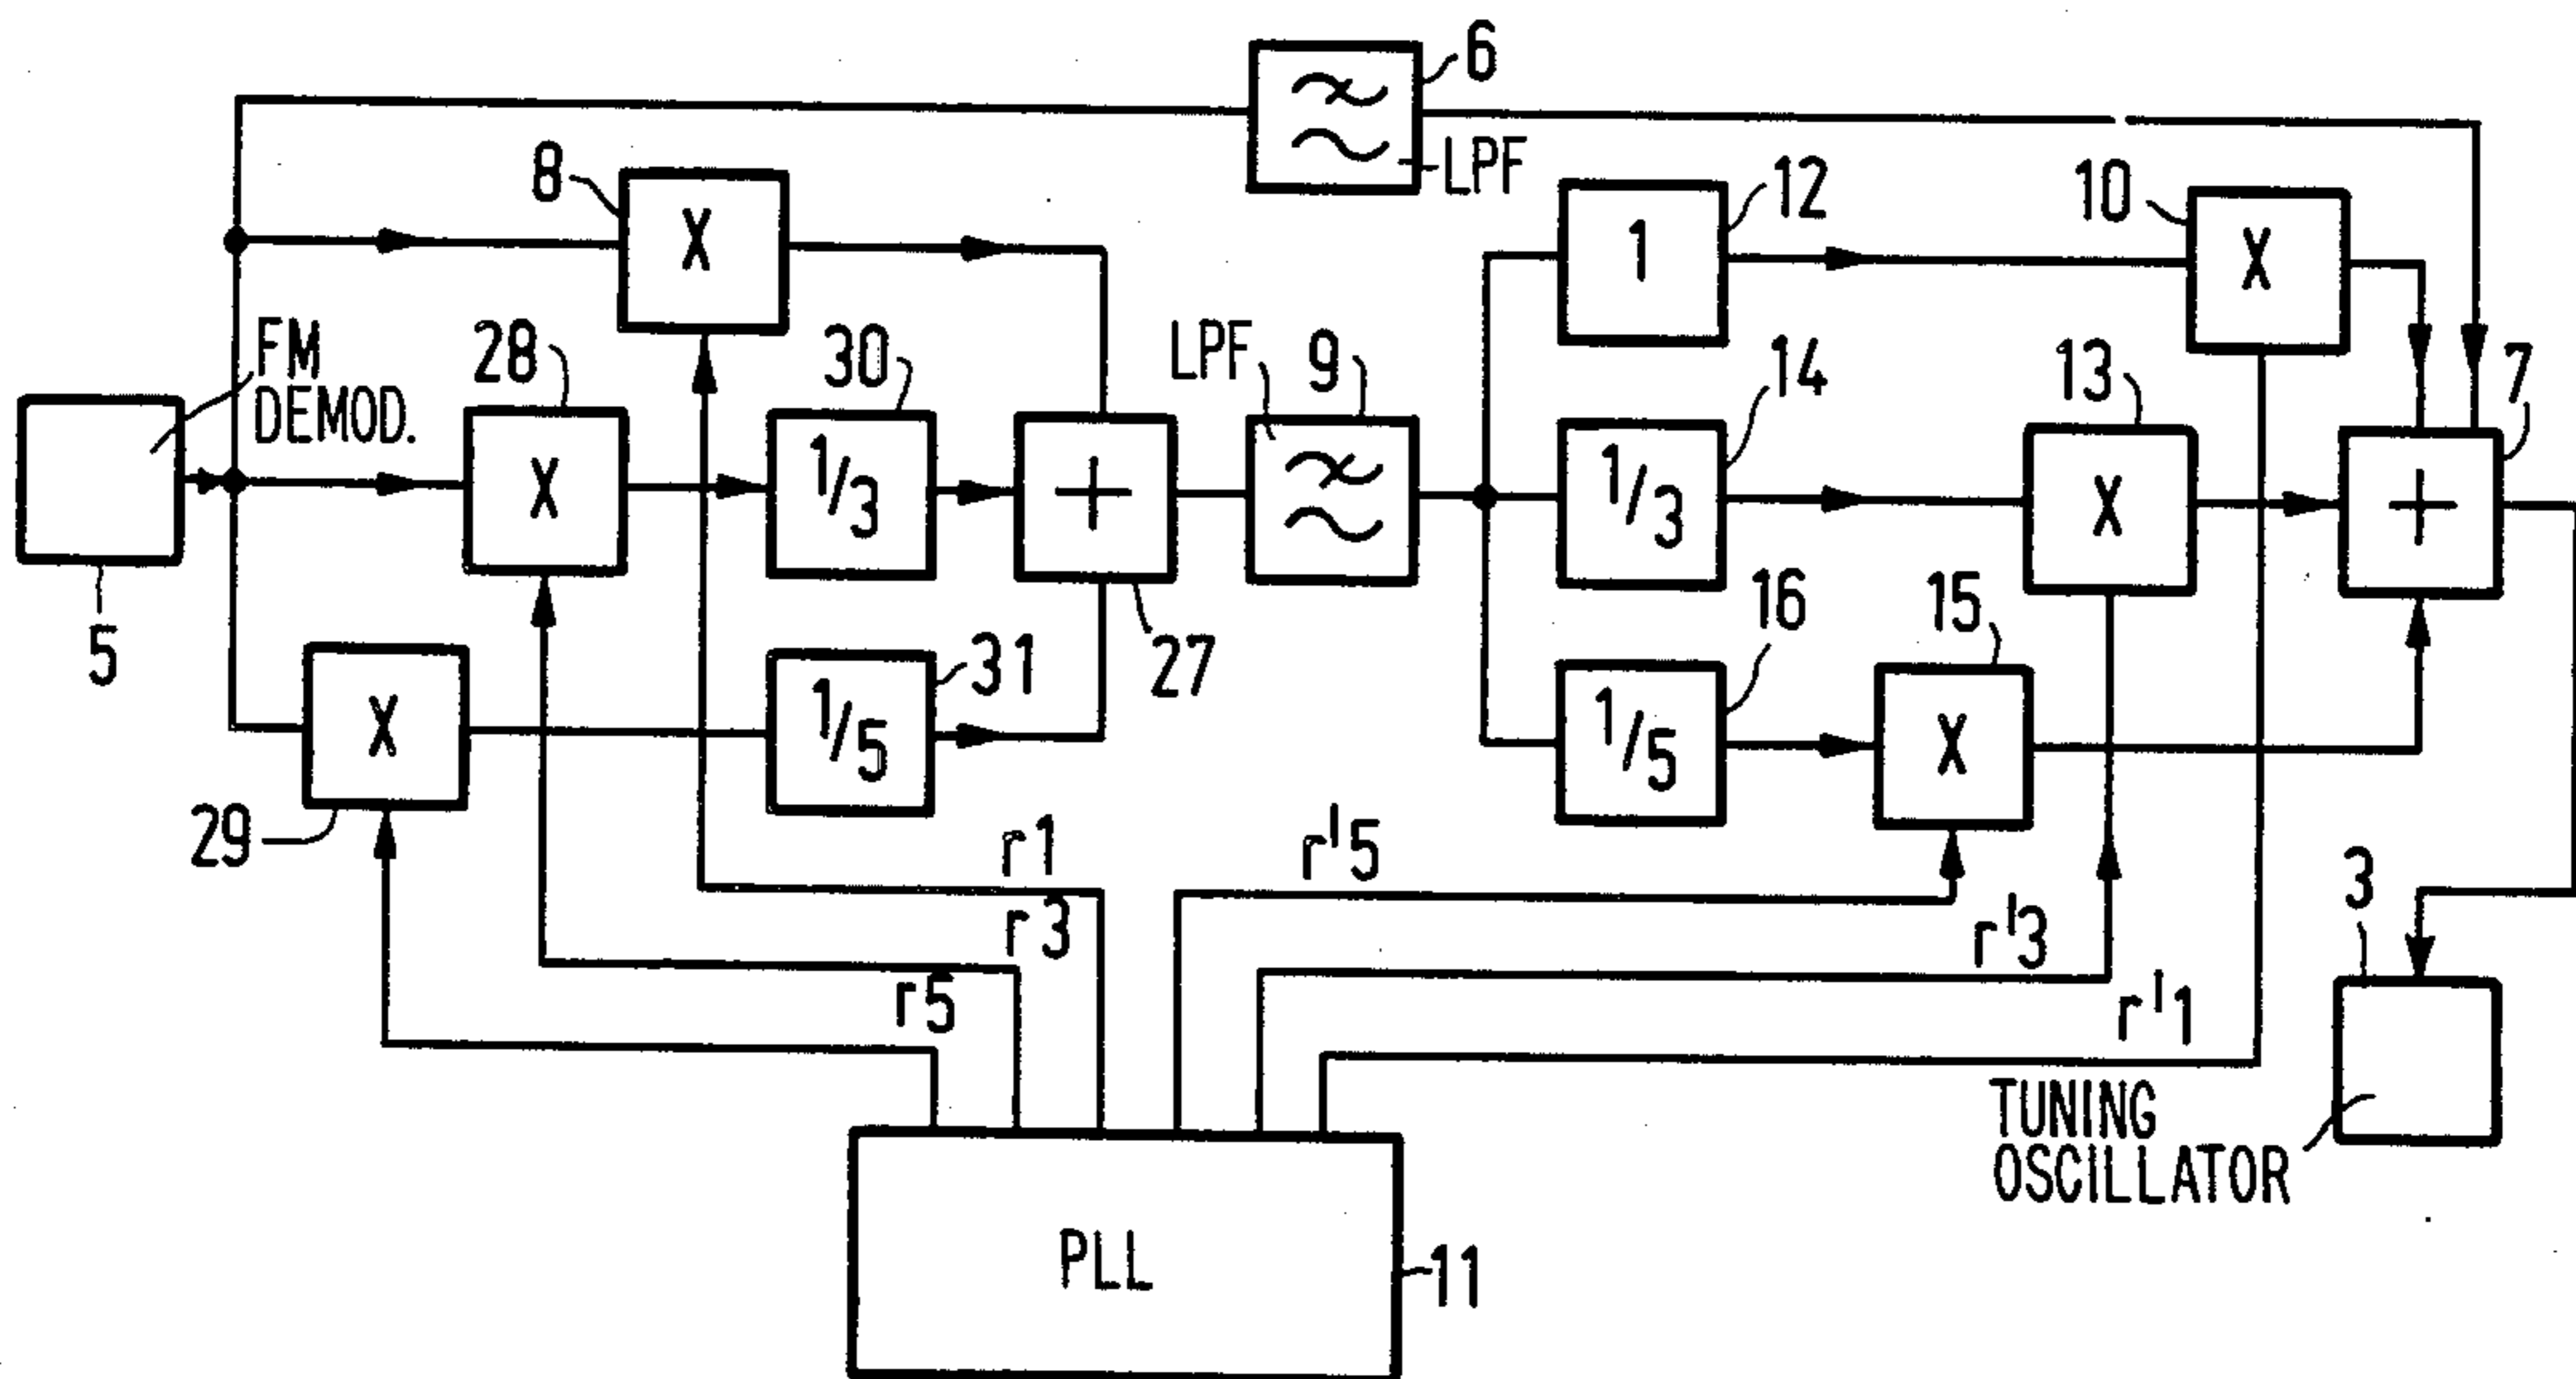 6
LPF
8
X
12
1
10
X
FM
DEMOD.
28
X
30
1/3
LPF
9
14
1/3
13
X
7
+
+
5
29
X
31
1/5
27
16
1/5
15
X
r1
r3
r5
r'5
r'3
r'1
3
TUNING
OSCILLATOR
PLL
11